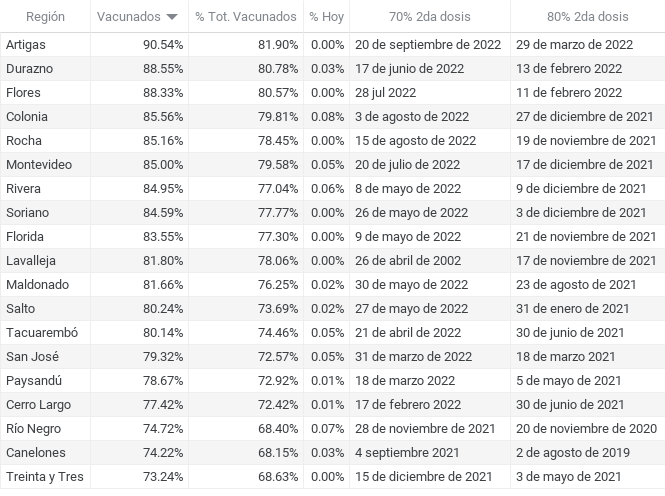 Región Vacunados % Tot. Vacunados % Hoy 70% 2da dosis 80% 2da dosis
Artigas 90.54% 81.90% 0.00% 20 de septiembre de 2022 29 de marzo de 2022
Durazno 88.55% 80.78% 0.03% 17 de junio de 2022 13 de febrero 2022
Flores 88.33% 80.57% 0.00% 28 jul 2022 11 de febrero 2022
Colonia 85.56% 79.81% 0.08% 3 de agosto de 2022 27 de diciembre de 2021
Rocha 85.16% 78.45% 0.00% 15 de agosto de 2022 19 de noviembre de 2021
Montevideo 85.00% 79.58% 0.05% 20 de julio de 2022 17 de diciembre de 2021
Rivera 84.95% 77.04% 0.06% 8 de mayo de 2022 9 de diciembre de 2021
Soriano 84.59% 77.77% 0.00% 26 de mayo de 2022 3 de diciembre de 2021
Florida 83.55% 77.30% 0.00% 9 de mayo de 2022 21 de noviembre de 2021
Lavalleja 81.80% 78.06% 0.00% 26 de abril de 2002 17 de noviembre de 2021
Maldonado 81.66% 76.25% 0.02% 30 de mayo de 2022 23 de agosto de 2021
Salto 80.24% 73.69% 0.02% 27 de mayo de 2022 31 de enero de 2021
Tacuarembó 80.14% 74.46% 0.05% 21 de abril de 2022 30 de junio de 2021
San José 79.32% 72.57% 0.05% 31 de marzo de 2022 18 de marzo 2021
Paysandú 78.67% 72.92% 0.01% 18 de marzo 2022 5 de mayo de 2021
Cerro Largo 77.42% 72.42% 0.01% 17 de febrero 2022 30 de junio de 2021
Río Negro 74.72% 68.40% 0.07% 28 de noviembre de 2021 20 de noviembre de 2020
Canelones 74.22% 68.15% 0.03% 4 septiembre 2021 2 de agosto de 2019
Treinta y Tres 73.24% 68.63% 0.00% 15 de diciembre de 2021 3 de mayo de 2021